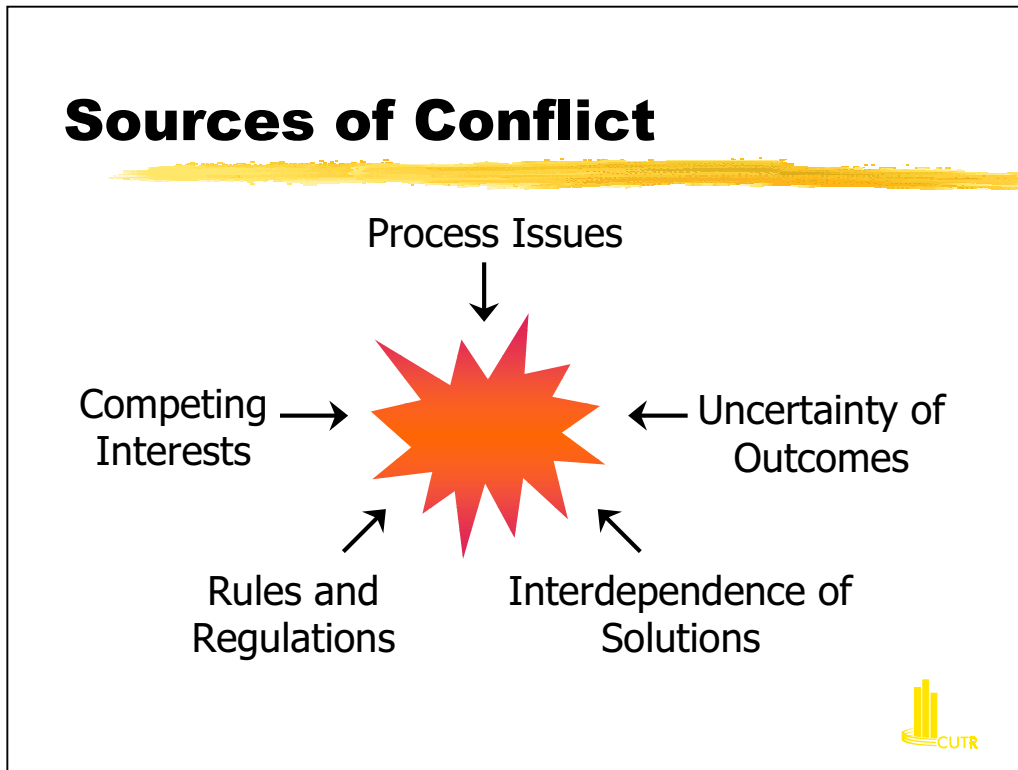 Sources of Conflict
Process Issues
Competing
Interests
Uncertainty of
Outcomes
Rules and
Regulations
Interdependence of
Solutions
CUTR